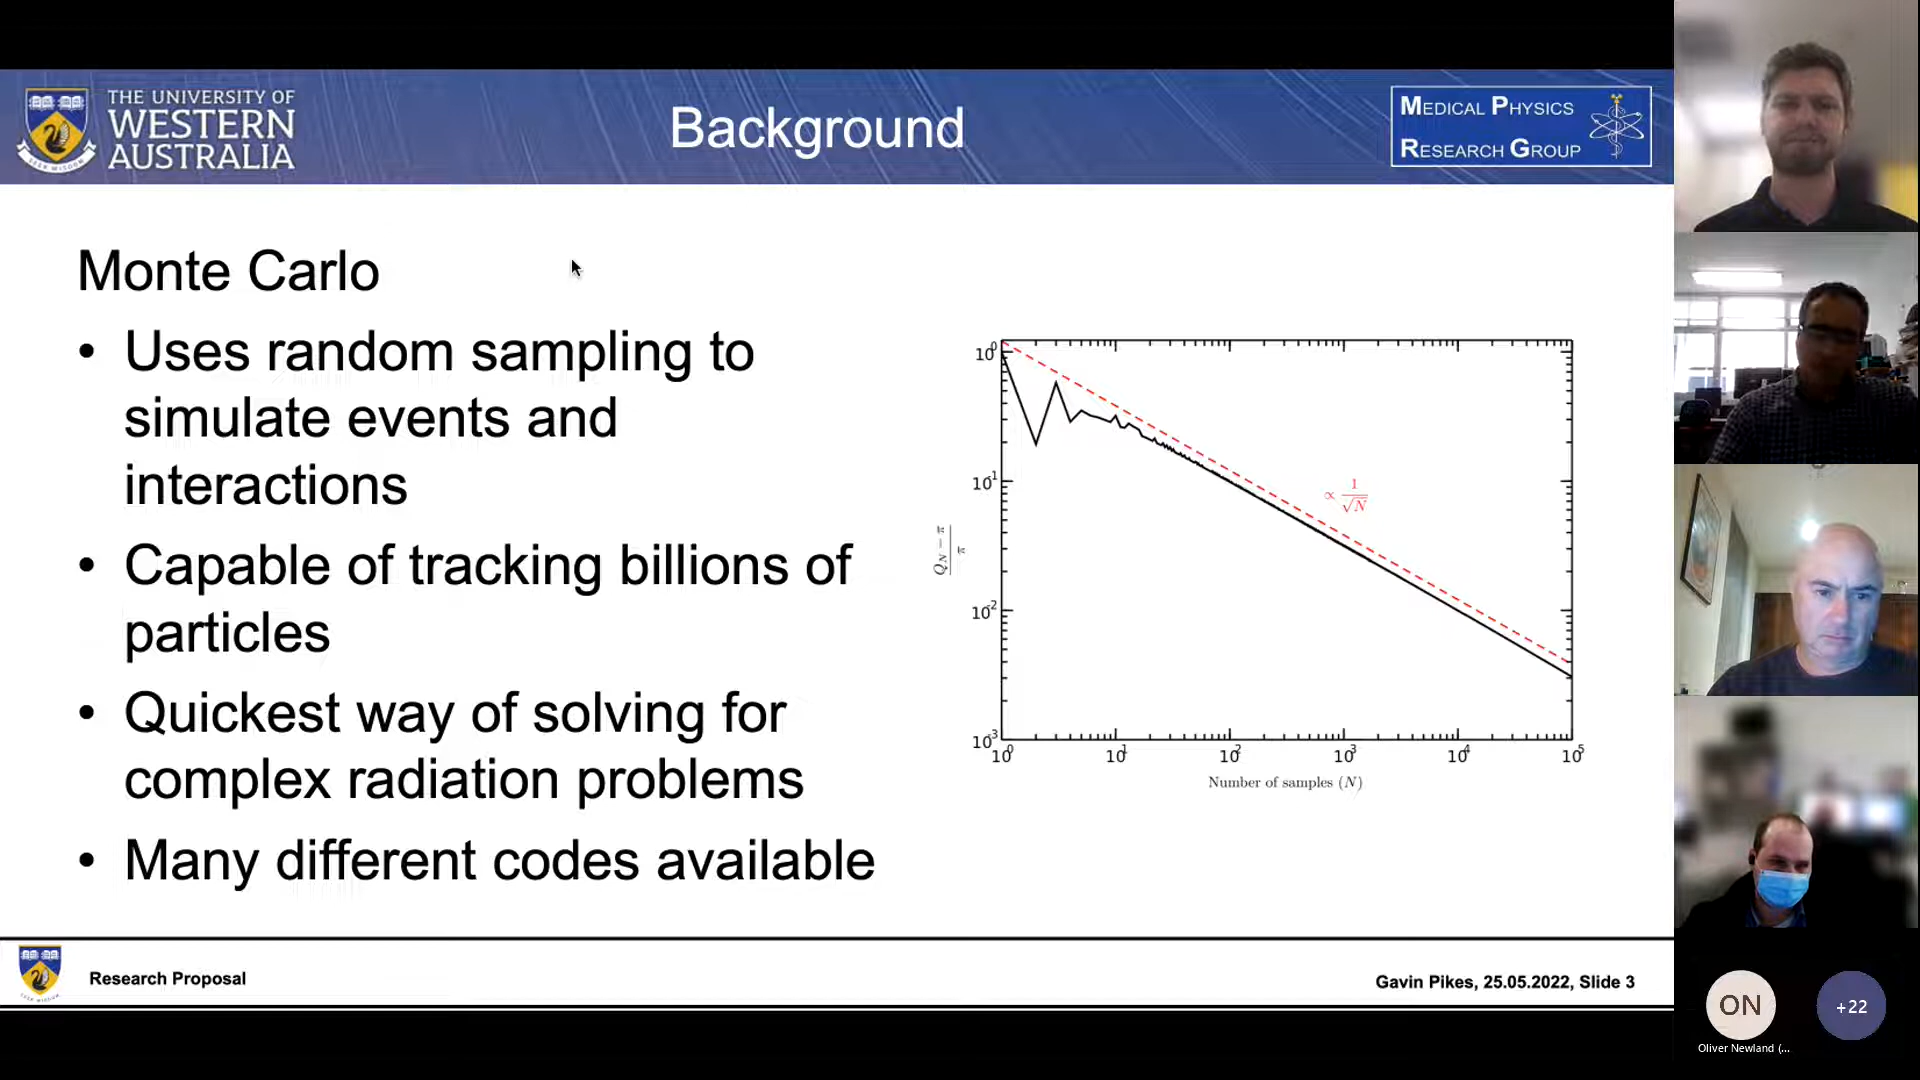 THE UNIVERSITY OF
WESTERN
AUSTRALIA
Background
MEDICAL PHYSICS
RESEARCH GROUP
Monte Carlo
• Uses random sampling to
simulate events and
interactions
• Capable of tracking billions of
particles
• Quickest way of solving for
complex radiation problems
• Many different codes available
10⁰
10¹
10²
10³
(Q_N − π)/π
∝ 1/√N
10⁰ 10¹ 10² 10³ 10⁴ 10⁵
Number of samples (N)
Research Proposal
Gavin Pikes, 25.05.2022, Slide 3
ON
+22
Oliver Newland (...